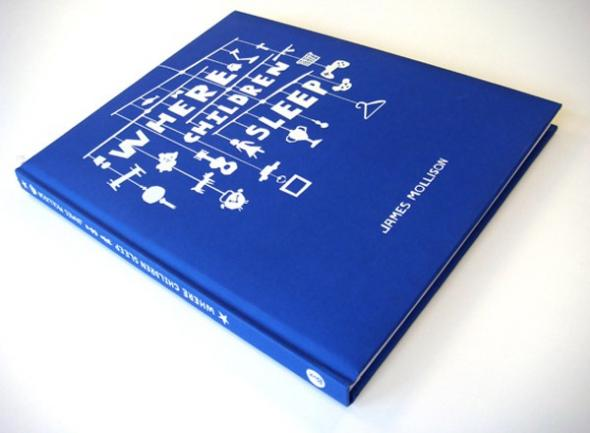 WHERE
CHILDREN
SLEEP
JAMES MOLLISON
WHERE CHILDREN SLEEP
JAMES MOLLISON